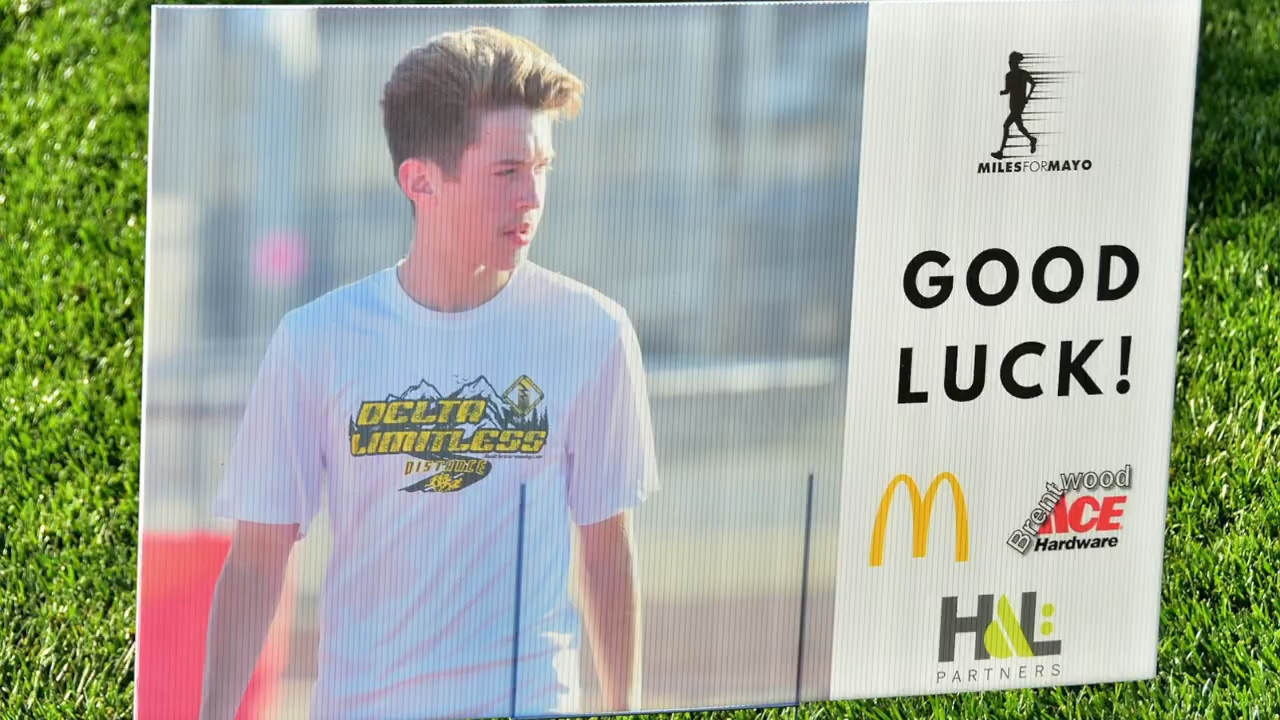 MILESFORMAYO
GOOD
LUCK!
DELTA
LIMITLESS
DISTANCE
Brentwood
ACE
Hardware
H&L:
PARTNERS